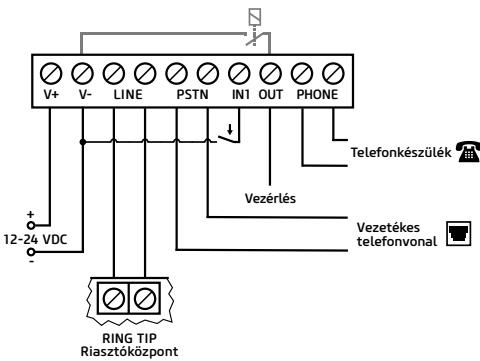 V+ V- LINE PSTN IN1 OUT PHONE
Telefonkészülék
Vezérlés
+
12-24 VDC
-
Vezetékes
telefonvonal
RING TIP
Riasztóközpont